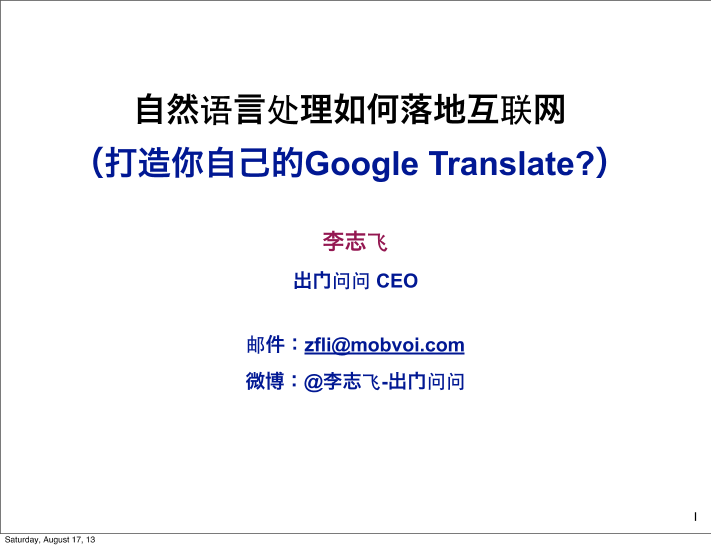 自然语言处理如何落地互联网
（打造你自己的Google Translate?）
李志飞
出门问问 CEO
邮件：zfli@mobvoi.com
微博：@李志飞-出门问问
1
Saturday, August 17, 13